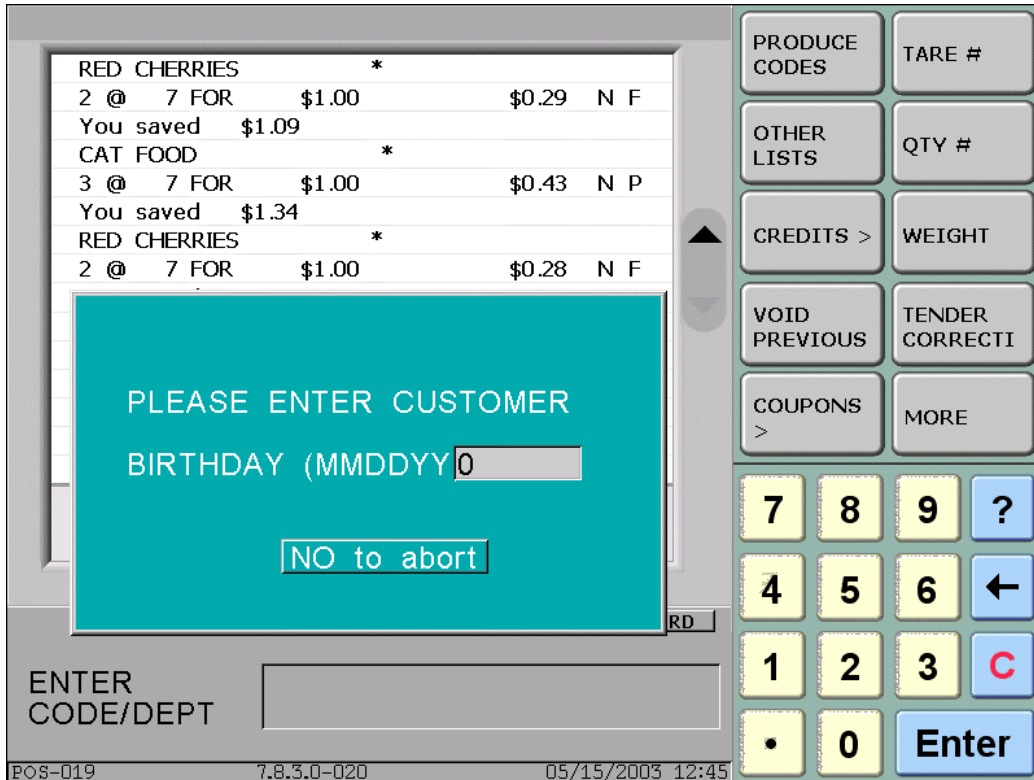 RED CHERRIES *
2 @ 7 FOR $1.00 $0.29 N F
You saved $1.09
CAT FOOD *
3 @ 7 FOR $1.00 $0.43 N P
You saved $1.34
RED CHERRIES *
2 @ 7 FOR $1.00 $0.28 N F
PLEASE ENTER CUSTOMER
BIRTHDAY (MMDDYY 0
NO to abort
RD
ENTER
CODE/DEPT
POS-019 7.8.3.0-020 05/15/2003 12:45
PRODUCE
CODES
TARE #
OTHER
LISTS
QTY #
CREDITS >
WEIGHT
VOID
PREVIOUS
TENDER
CORRECTI
COUPONS
>
MORE
7 8 9 ?
4 5 6 ←
1 2 3 C
. 0 Enter